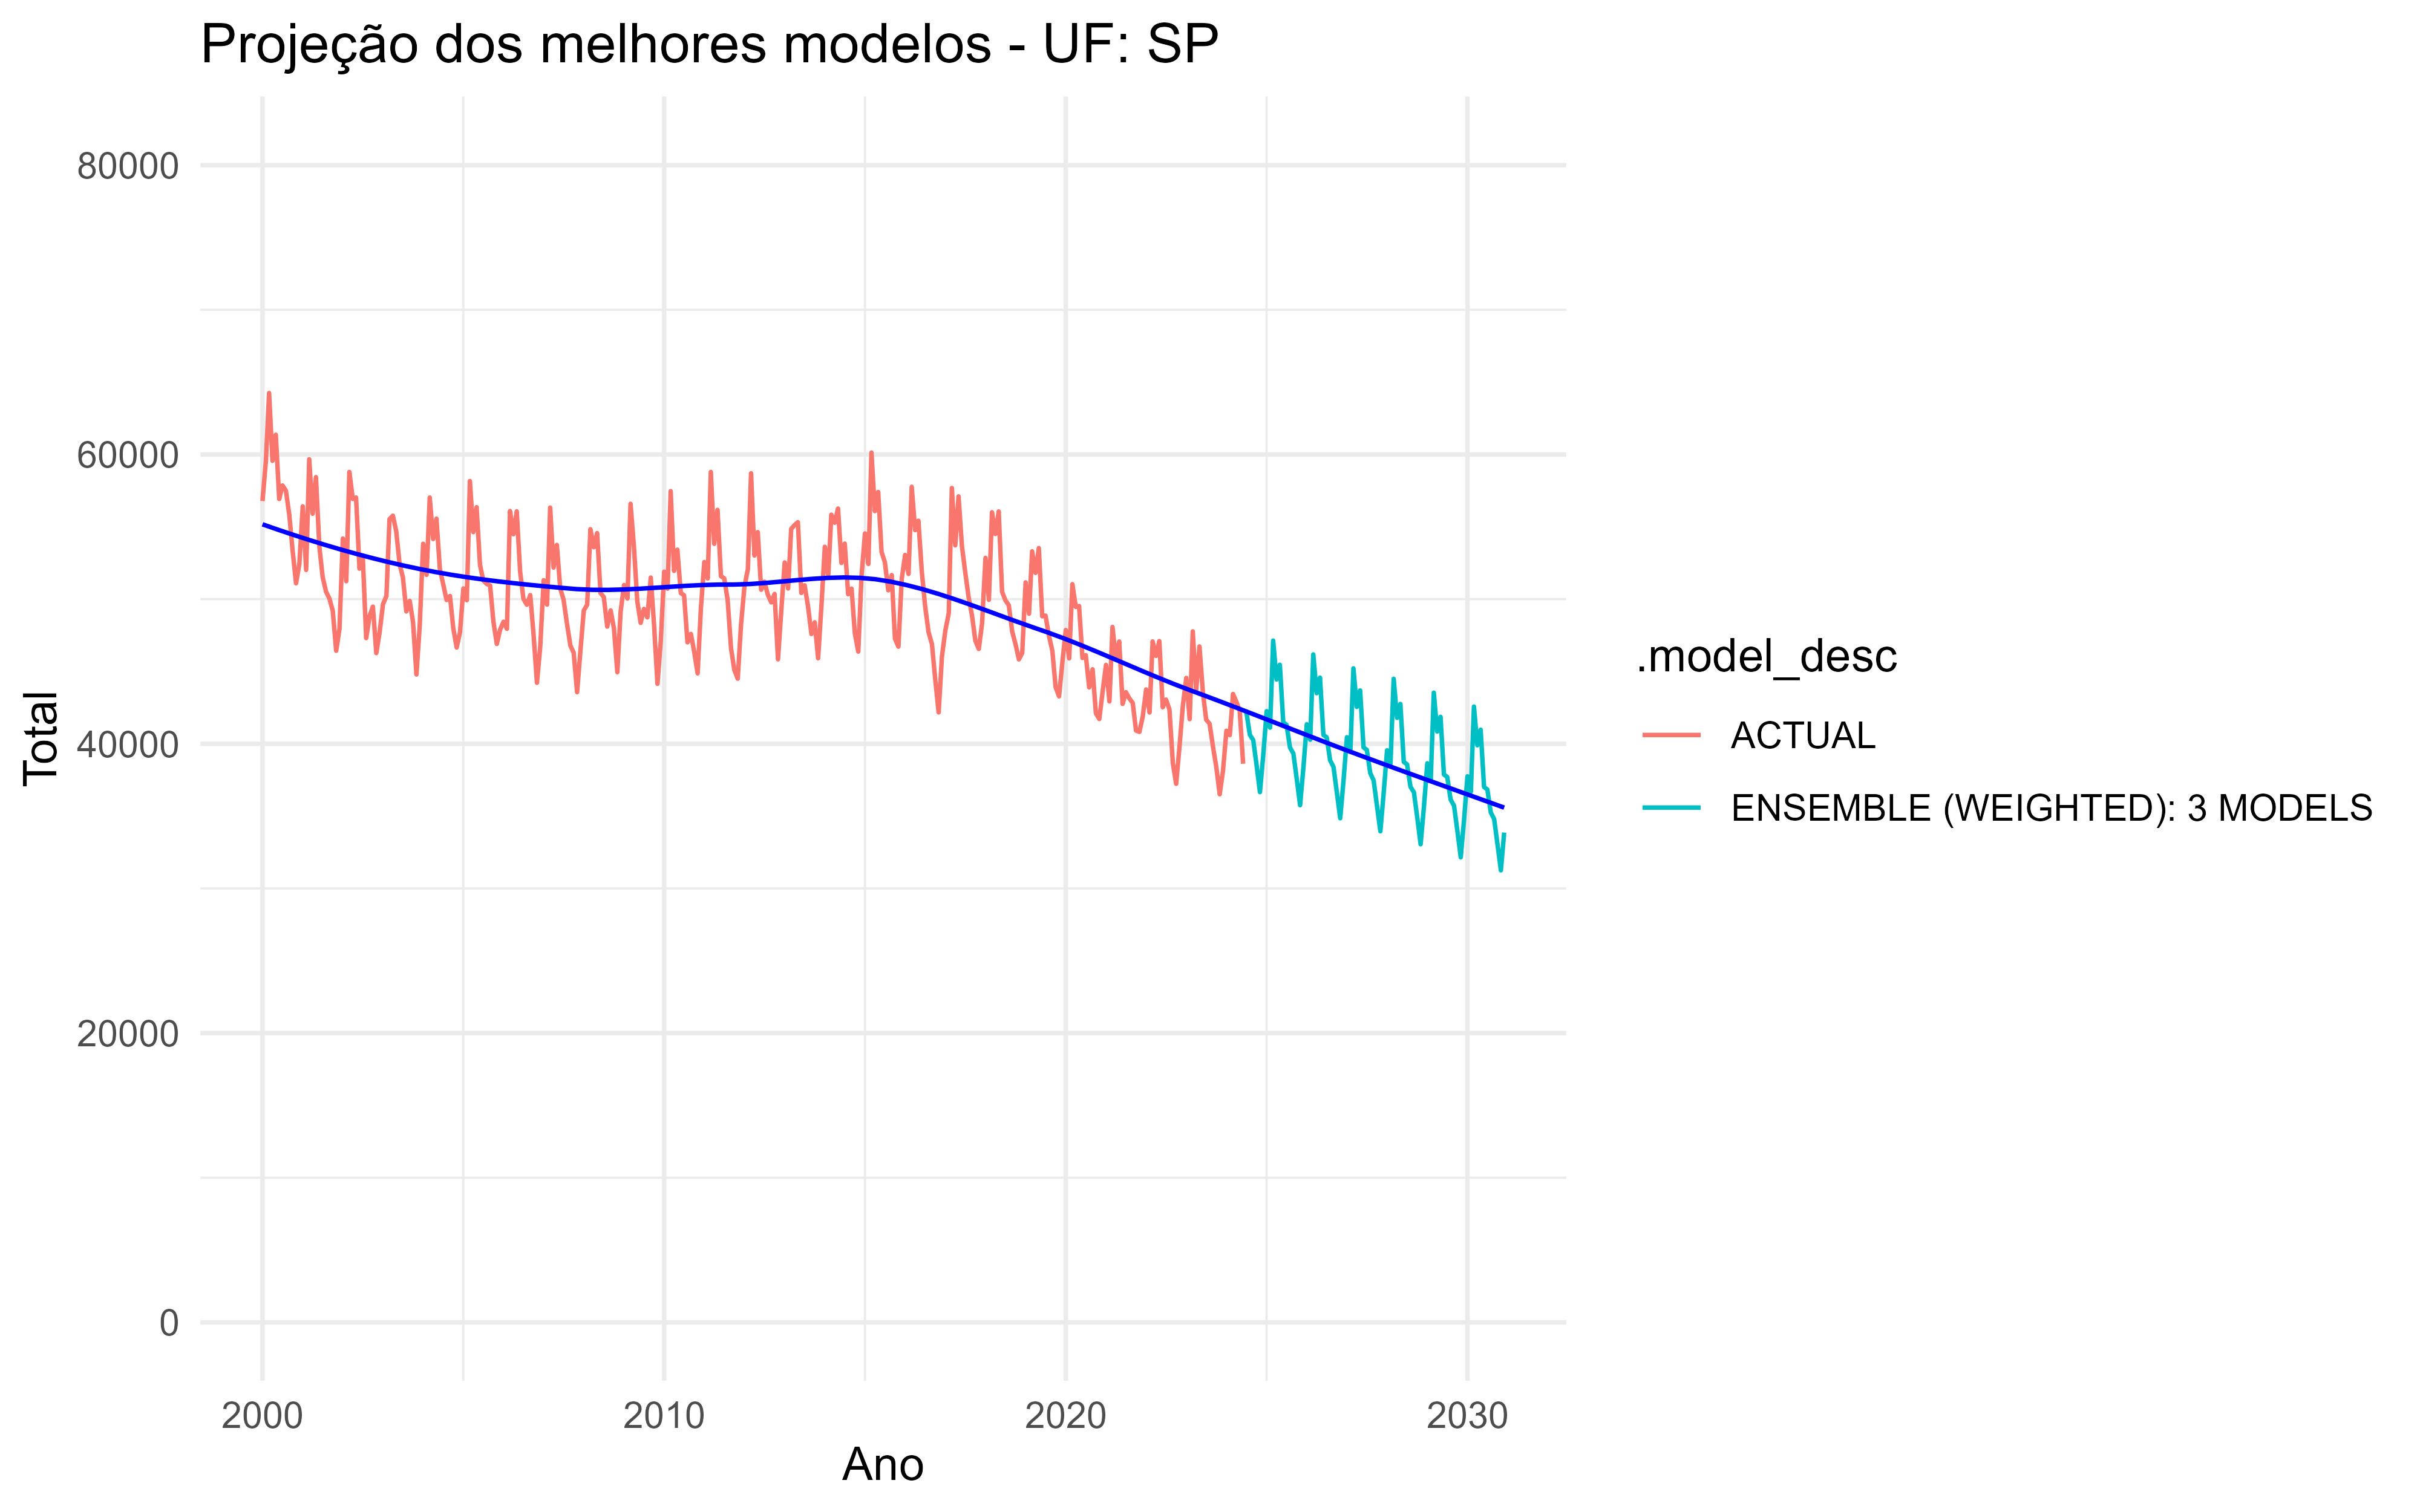 Projeção dos melhores modelos - UF: SP
80000
60000
40000
20000
0
Total
2000
2010
2020
2030
Ano
.model_desc
ACTUAL
ENSEMBLE (WEIGHTED): 3 MODELS